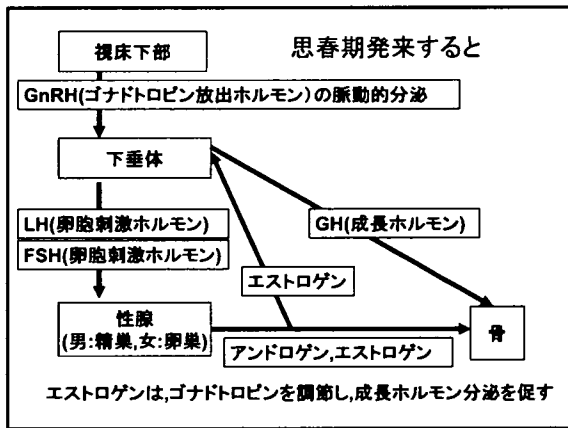 思春期発来すると
視床下部
GnRH(ゴナドトロピン放出ホルモン)の脈動的分泌
下垂体
LH(卵胞刺激ホルモン)
FSH(卵胞刺激ホルモン)
GH(成長ホルモン)
エストロゲン
性腺
(男:精巣,女:卵巣)
骨
アンドロゲン,エストロゲン
エストロゲンは,ゴナドトロピンを調節し,成長ホルモン分泌を促す